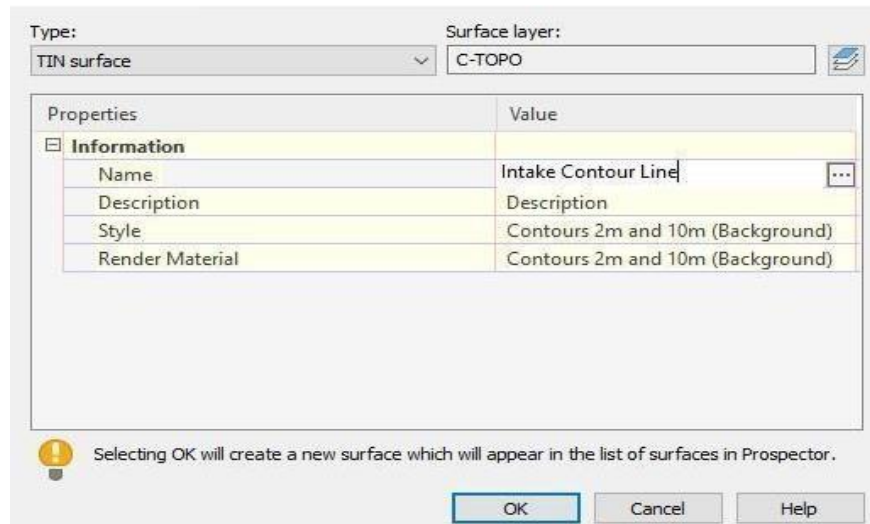 Type: Surface layer:
TIN surface C-TOPO
Properties Value
Information
Name Intake Contour Line
Description Description
Style Contours 2m and 10m (Background)
Render Material Contours 2m and 10m (Background)
Selecting OK will create a new surface which will appear in the list of surfaces in Prospector.
OK Cancel Help